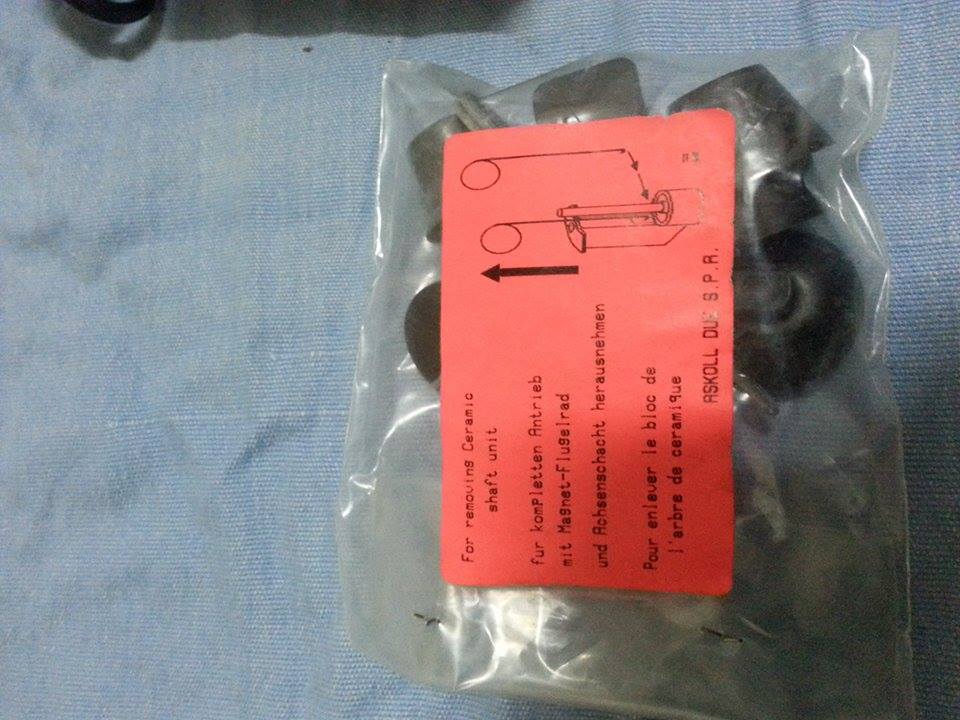 For removing Ceramic
shaft unit
fur kompletten Antrieb
mit Magnet-Flugelrad
und Achsenschacht herausnehmen
Pour enlever le bloc de
l'arbre de ceramique
ASKOLL DUE S.P.A.